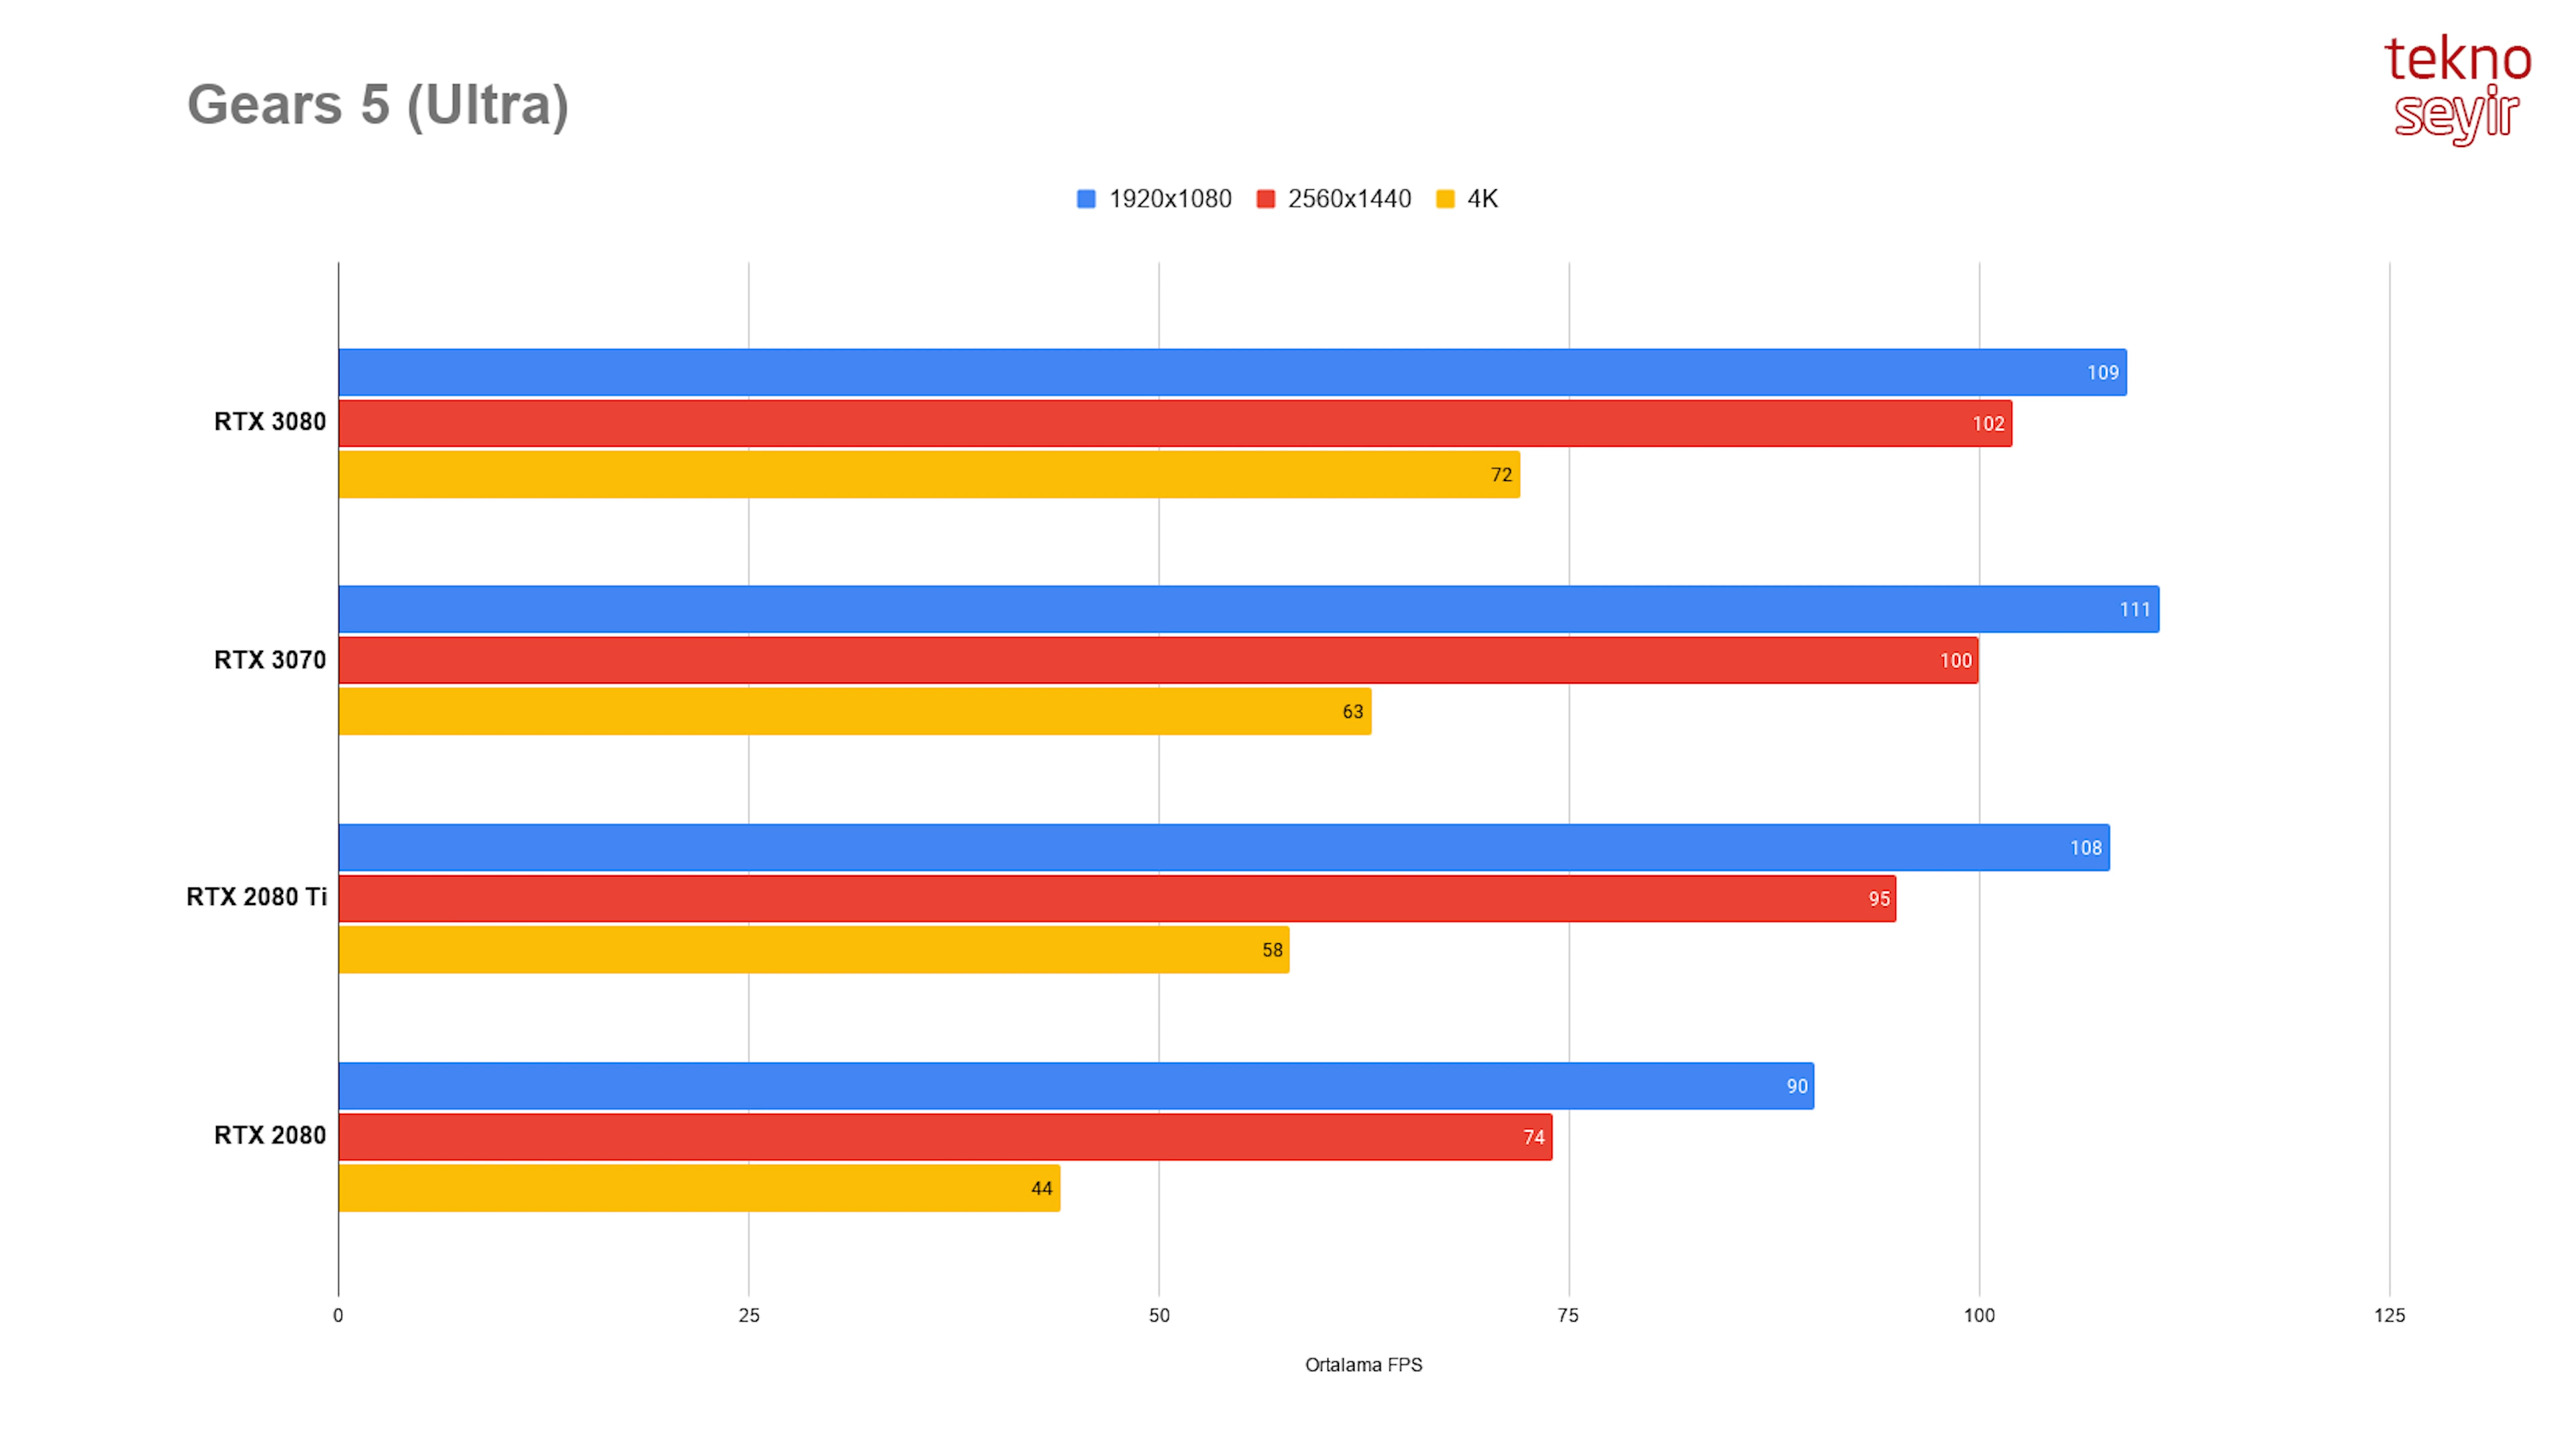 tekno
seyir
Gears 5 (Ultra)
1920x1080 2560x1440 4K
RTX 3080
109
102
72
RTX 3070
111
100
63
RTX 2080 Ti
108
95
58
RTX 2080
90
74
44
0 25 50 75 100 125
Ortalama FPS